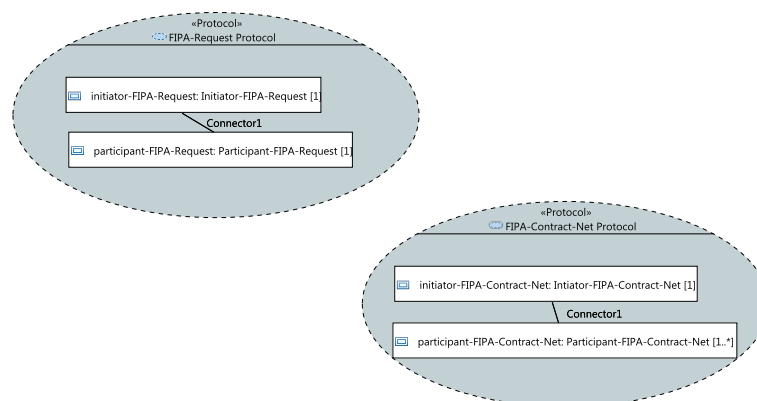 «Protocol»
FIPA-Request Protocol
initiator-FIPA-Request: Initiator-FIPA-Request [1]
Connector1
participant-FIPA-Request: Participant-FIPA-Request [1]
«Protocol»
FIPA-Contract-Net Protocol
initiator-FIPA-Contract-Net: Intiator-FIPA-Contract-Net [1]
Connector1
participant-FIPA-Contract-Net: Participant-FIPA-Contract-Net [1..*]